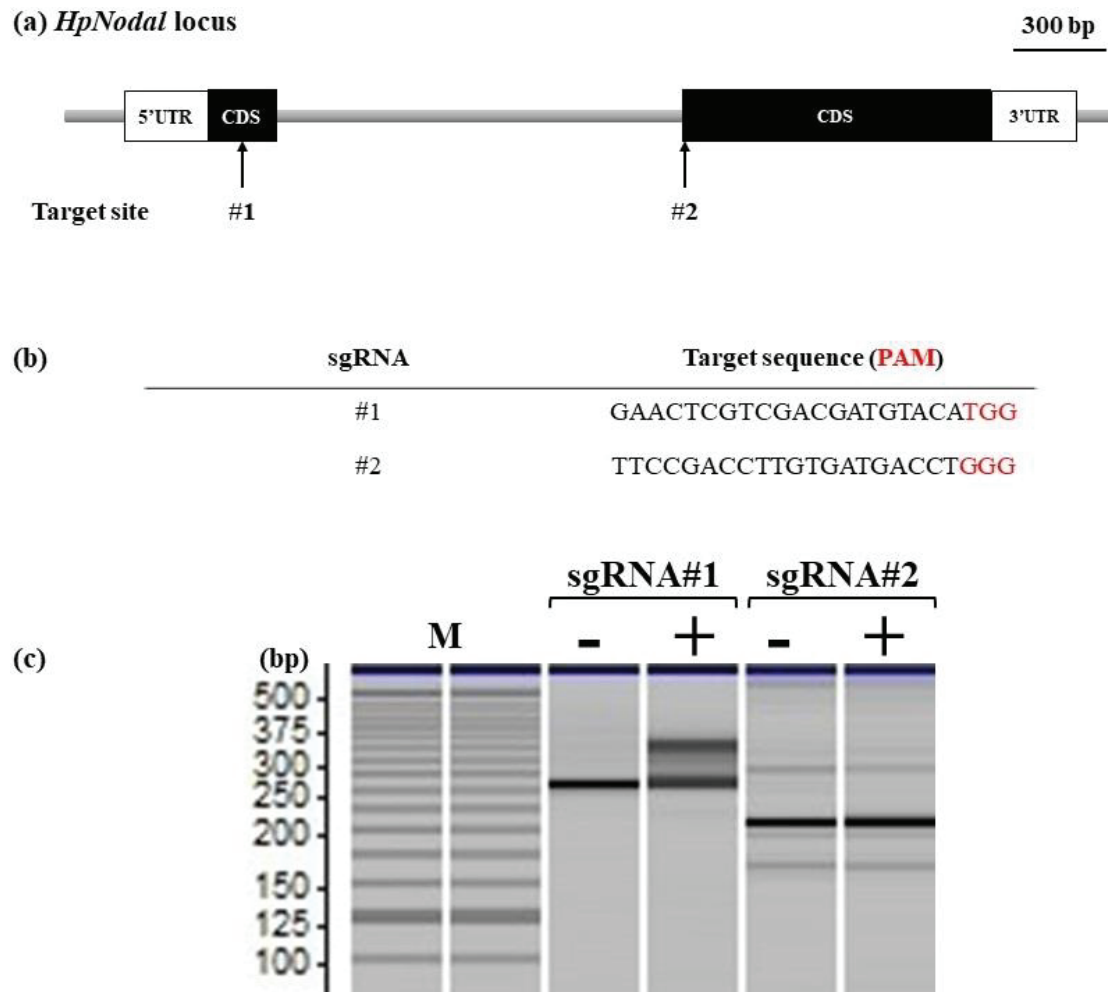 (a) HpNodal locus
300 bp
5’UTR CDS CDS 3’UTR
Target site #1 #2
(b) sgRNA Target sequence (PAM)
#1 GAACTCGTCGACGATGTACATGG
#2 TTCCGACCTTGTGATGACCTGGG
sgRNA#1 sgRNA#2
M - + - +
(c) (bp)
500
375
300
250
200
150
125
100